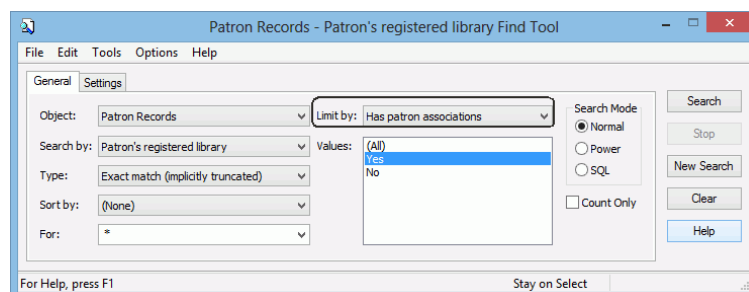 Patron Records - Patron's registered library Find Tool
File Edit Tools Options Help
General Settings
Object: Patron Records Limit by: Has patron associations Search Mode Search
Normal
Search by: Patron's registered library Values: (All) Power Stop
Yes
Type: Exact match (implicitly truncated) No SQL New Search
Sort by: (None) Count Only Clear
For: * Help
For Help, press F1 Stay on Select